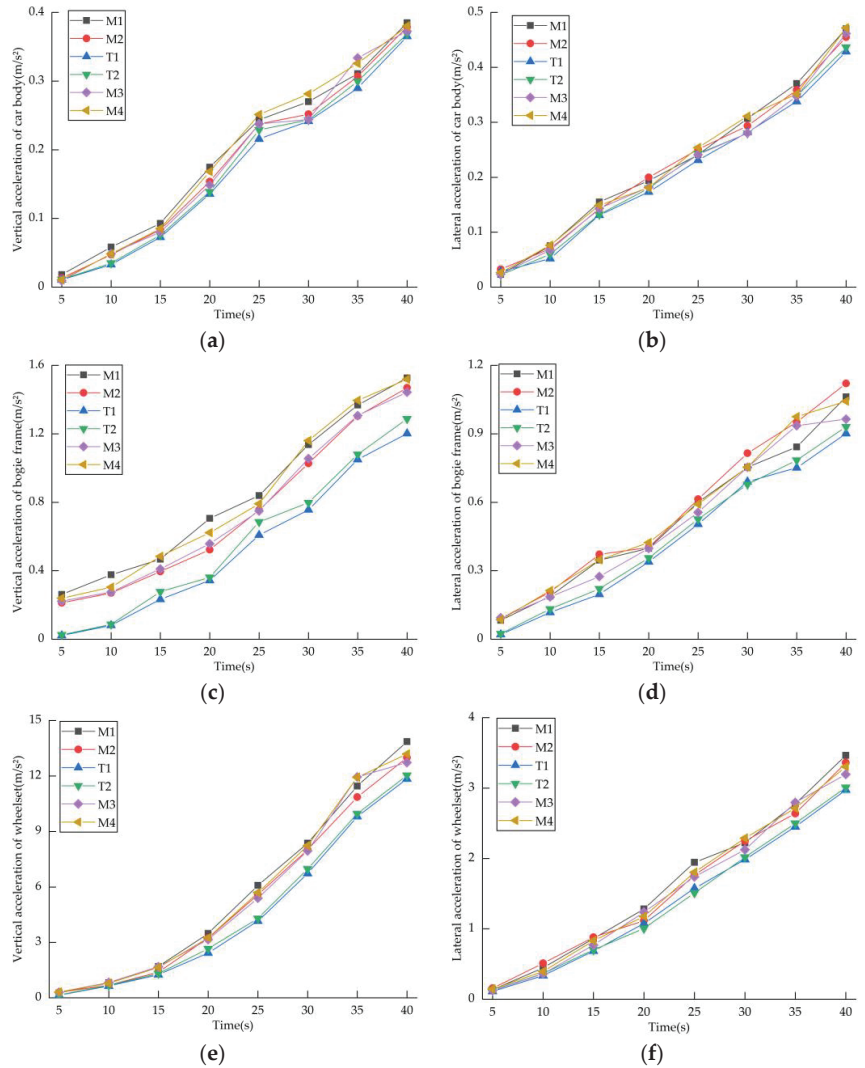 0.4
0.3
0.2
0.1
0
Vertical acceleration of car body(m/s²)
M1
M2
T1
T2
M3
M4
5 10 15 20 25 30 35 40
Time(s)
(a)
0.5
0.4
0.3
0.2
0.1
0
Lateral acceleration of car body(m/s²)
M1
M2
T1
T2
M3
M4
5 10 15 20 25 30 35 40
Time(s)
(b)
1.6
1.2
0.8
0.4
0
Vertical acceleration of bogie frame(m/s²)
M1
M2
T1
T2
M3
M4
5 10 15 20 25 30 35 40
Time(s)
(c)
1.2
0.9
0.6
0.3
0
Lateral acceleration of bogie frame(m/s²)
M1
M2
T1
T2
M3
M4
5 10 15 20 25 30 35 40
Time(s)
(d)
15
12
9
6
3
0
Vertical acceleration of wheelset(m/s²)
M1
M2
T1
T2
M3
M4
5 10 15 20 25 30 35 40
Time(s)
(e)
4
3
2
1
0
Lateral acceleration of wheelset(m/s²)
M1
M2
T1
T2
M3
M4
5 10 15 20 25 30 35 40
Time(s)
(f)